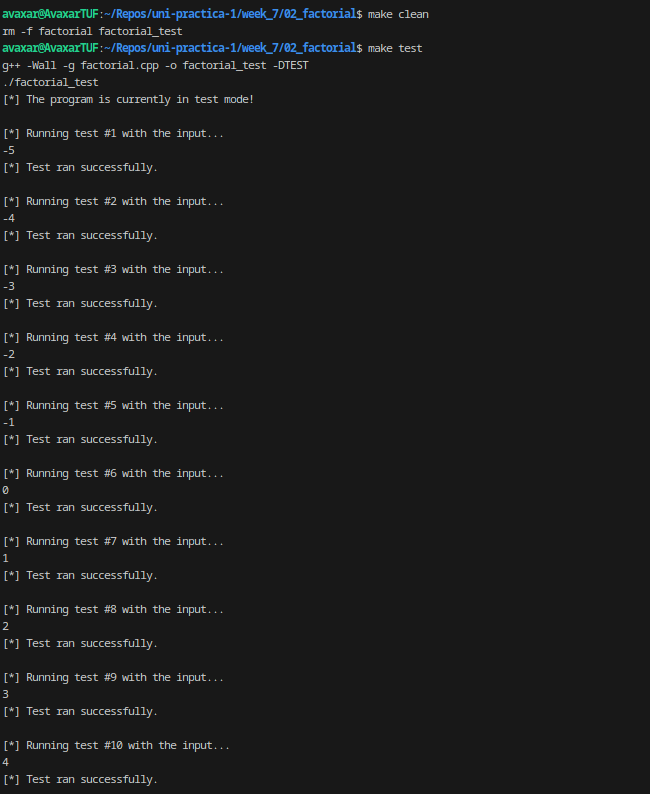 avaxar@AvaxarTUF:~/Repos/uni-practica-1/week_7/02_factorial$ make clean
rm -f factorial factorial_test
avaxar@AvaxarTUF:~/Repos/uni-practica-1/week_7/02_factorial$ make test
g++ -Wall -g factorial.cpp -o factorial_test -DTEST
./factorial_test
[*] The program is currently in test mode!
[*] Running test #1 with the input...
-5
[*] Test ran successfully.
[*] Running test #2 with the input...
-4
[*] Test ran successfully.
[*] Running test #3 with the input...
-3
[*] Test ran successfully.
[*] Running test #4 with the input...
-2
[*] Test ran successfully.
[*] Running test #5 with the input...
-1
[*] Test ran successfully.
[*] Running test #6 with the input...
0
[*] Test ran successfully.
[*] Running test #7 with the input...
1
[*] Test ran successfully.
[*] Running test #8 with the input...
2
[*] Test ran successfully.
[*] Running test #9 with the input...
3
[*] Test ran successfully.
[*] Running test #10 with the input...
4
[*] Test ran successfully.